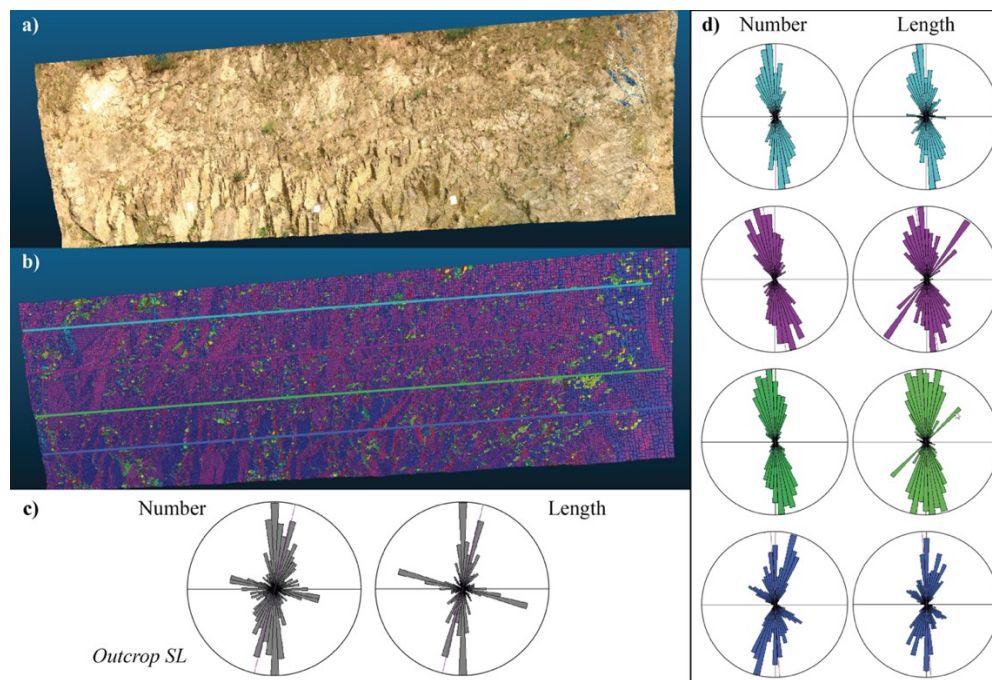 a)
b)
c)
Number
Length
Outcrop SL
d)
Number
Length